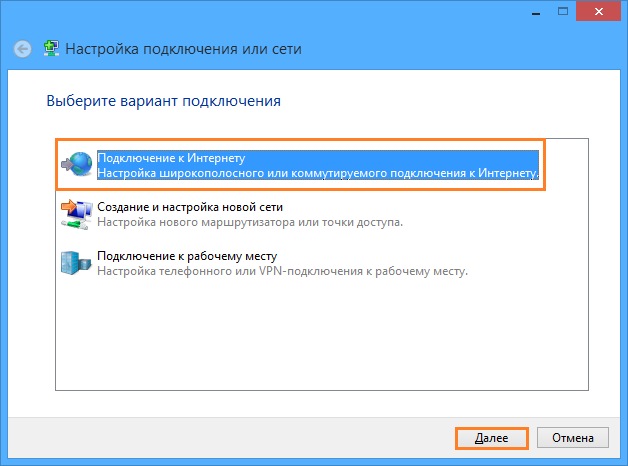 Настройка подключения или сети
Выберите вариант подключения
Подключение к Интернету
Настройка широкополосного или коммутируемого подключения к Интернету.
Создание и настройка новой сети
Настройка нового маршрутизатора или точки доступа.
Подключение к рабочему месту
Настройка телефонного или VPN-подключения к рабочему месту.
Далее
Отмена